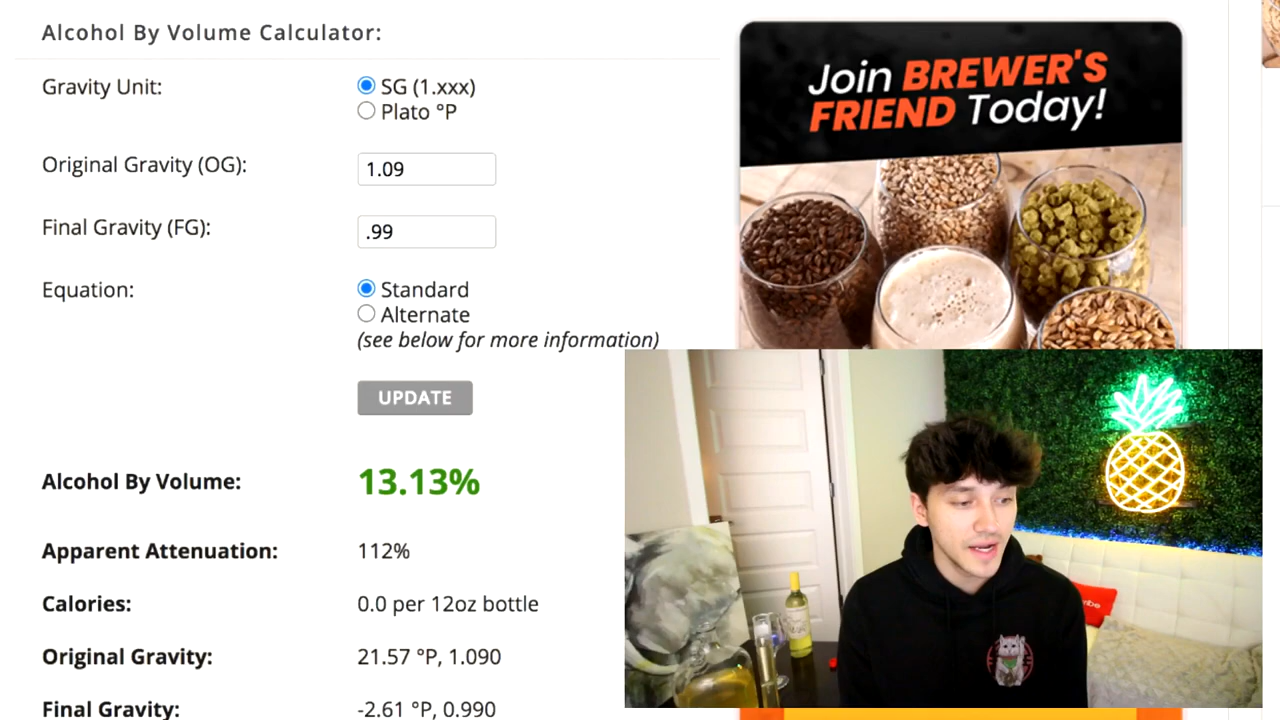 Alcohol By Volume Calculator:
Gravity Unit:
SG (1.xxx)
Plato °P
Original Gravity (OG):
1.09
Final Gravity (FG):
.99
Equation:
Standard
Alternate
(see below for more information)
UPDATE
Alcohol By Volume:
13.13%
Apparent Attenuation:
112%
Calories:
0.0 per 12oz bottle
Original Gravity:
21.57 °P, 1.090
Final Gravity:
-2.61 °P, 0.990
Join BREWER'S
FRIEND Today!